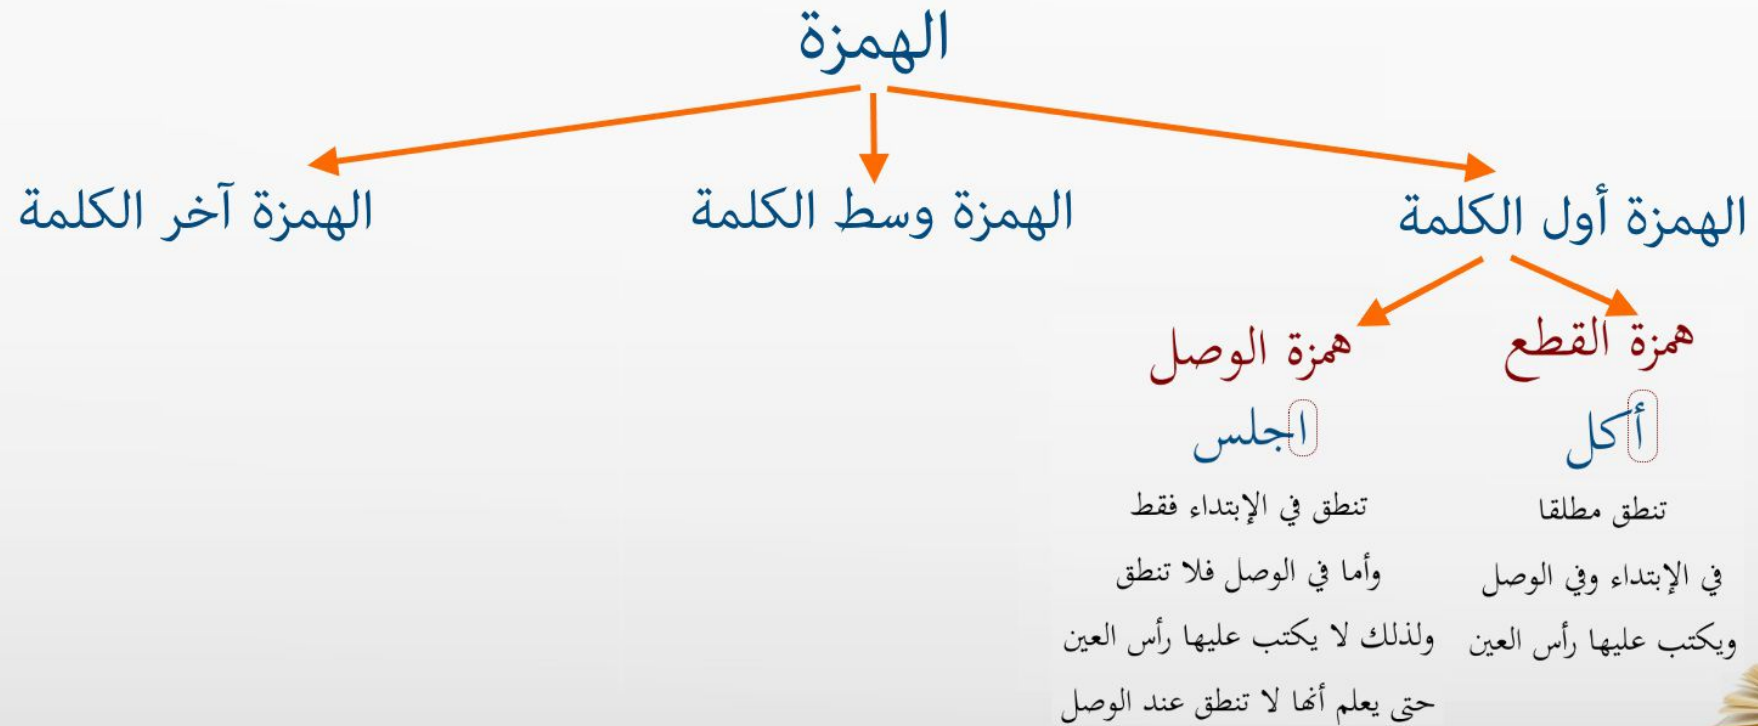 الهمزة
الهمزة أول الكلمة
الهمزة وسط الكلمة
الهمزة آخر الكلمة
همزة القطع
أكل
تنطق مطلقا
في الإبتداء وفي الوصل
ويكتب عليها رأس العين
همزة الوصل
اجلس
تنطق في الإبتداء فقط
وأما في الوصل فلا تنطق
ولذلك لا يكتب عليها رأس العين
حتى يعلم أنها لا تنطق عند الوصل